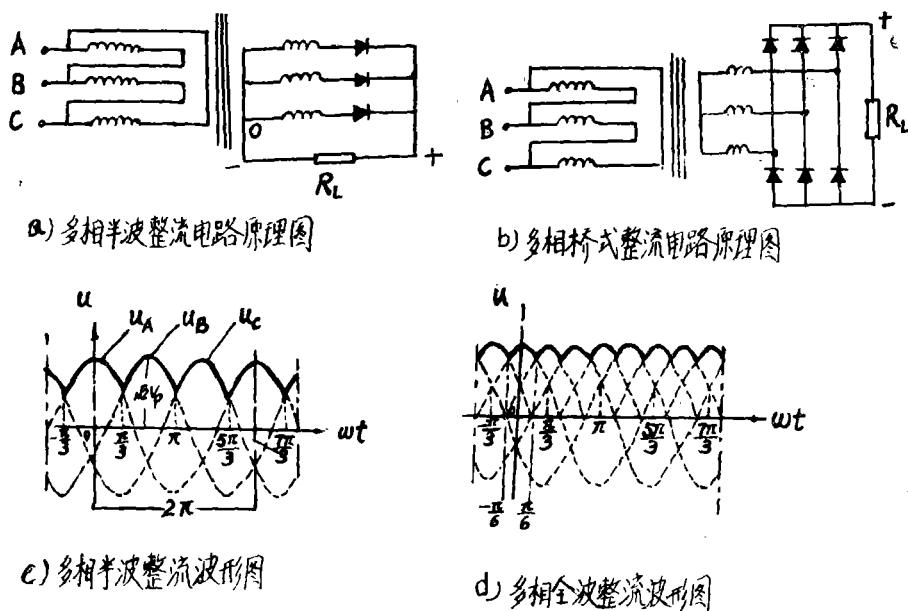 A
B
C
O
−
R_L
+
a) 多相半波整流电路原理图
A
B
C
+
R_L
−
b) 多相桥式整流电路原理图
u
u_A
u_B
u_C
√2U_p
-π/3
0
π/3
π
5π/3
7π/3
ωt
2π
c) 多相半波整流波形图
u
-π/3
π/3
π
5π/3
7π/3
ωt
-π/6
π/6
d) 多相全波整流波形图